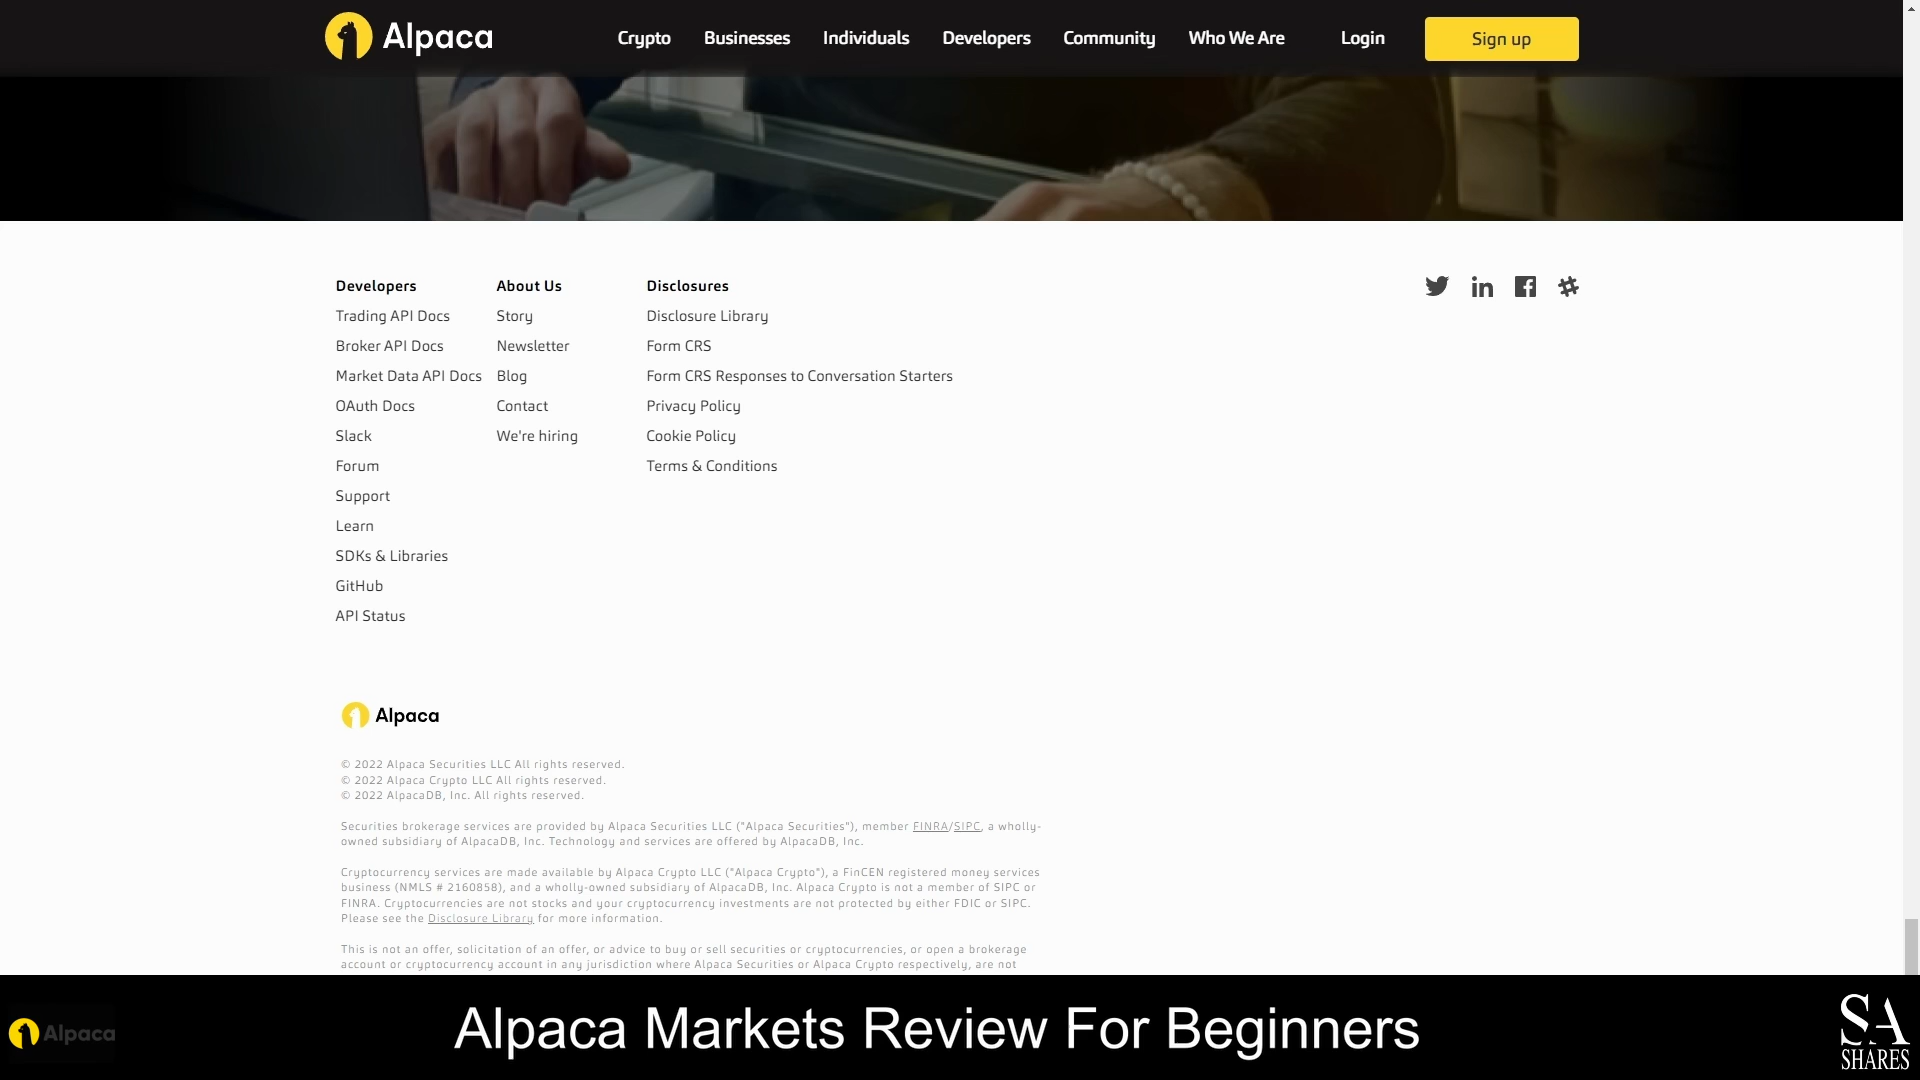 Alpaca
Crypto Businesses Individuals Developers Community Who We Are Login Sign up
Developers
Trading API Docs
Broker API Docs
Market Data API Docs
OAuth Docs
Slack
Forum
Support
Learn
SDKs & Libraries
GitHub
API Status
About Us
Story
Newsletter
Blog
Contact
We're hiring
Disclosures
Disclosure Library
Form CRS
Form CRS Responses to Conversation Starters
Privacy Policy
Cookie Policy
Terms & Conditions
Alpaca
© 2022 Alpaca Securities LLC All rights reserved.
© 2022 Alpaca Crypto LLC All rights reserved.
© 2022 AlpacaDB, Inc. All rights reserved.
Securities brokerage services are provided by Alpaca Securities LLC ("Alpaca Securities"), member FINRA/SIPC, a wholly-
owned subsidiary of AlpacaDB, Inc. Technology and services are offered by AlpacaDB, Inc.
Cryptocurrency services are made available by Alpaca Crypto LLC ("Alpaca Crypto"), a FinCEN registered money services
business (NMLS # 2160858), and a wholly-owned subsidiary of AlpacaDB, Inc. Alpaca Crypto is not a member of SIPC or
FINRA. Cryptocurrencies are not stocks and your cryptocurrency investments are not protected by either FDIC or SIPC.
Please see the Disclosure Library for more information.
This is not an offer, solicitation of an offer, or advice to buy or sell securities or cryptocurrencies, or open a brokerage
account or cryptocurrency account in any jurisdiction where Alpaca Securities or Alpaca Crypto respectively, are not
Alpaca
Alpaca Markets Review For Beginners
SA
SHARES